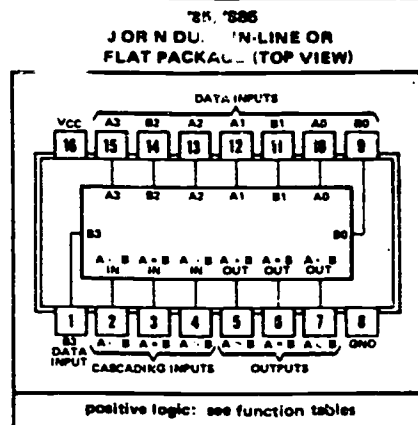 '85, 'S85
J OR N DU IN-LINE OR
FLAT (TOP VIEW)
DATA INPUTS
VCC A3 B2 A2 A1 B1 A0 B0
16 15 14 13 12 11 10 9
A3 B2 A2 A1 B1 A0
B3 B0
A B A = B A B A B A = B A B
IN IN IN OUT OUT OUT
1 2 3 4 5 6 7 8
B3 A B A = B A B A B A = B A B GND
DATA
INPUT
CASCADING INPUTS OUTPUTS
positive logic: see function tables